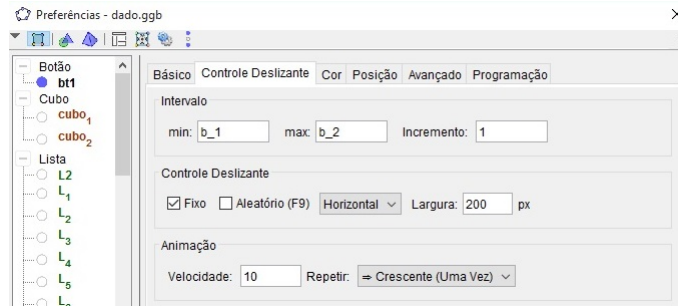 Preferências - dado.ggb
Botão
bt1
Cubo
cubo1
cubo2
Lista
L2
L1
L2
L3
L4
L5
Básico Controle Deslizante Cor Posição Avançado Programação
Intervalo
min: b_1 max: b_2 Incremento: 1
Controle Deslizante
Fixo Aleatório (F9) Horizontal Largura: 200 px
Animação
Velocidade: 10 Repetir: ⇒ Crescente (Uma Vez)